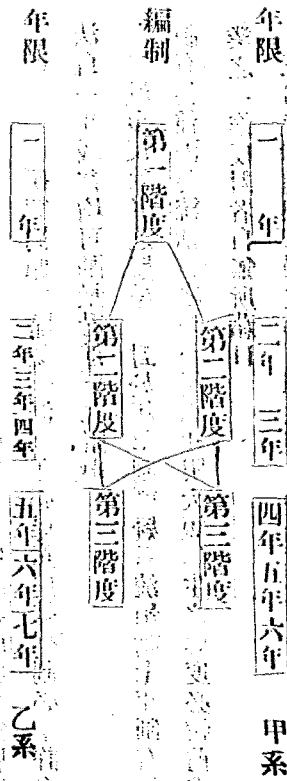 年限 一年 二年 三年 四年五年六年 甲系
第二階度 第三階度
編制 第一階度
第二階度 第三階度
年限 一年 三年三年四年 五年六年七年 乙系